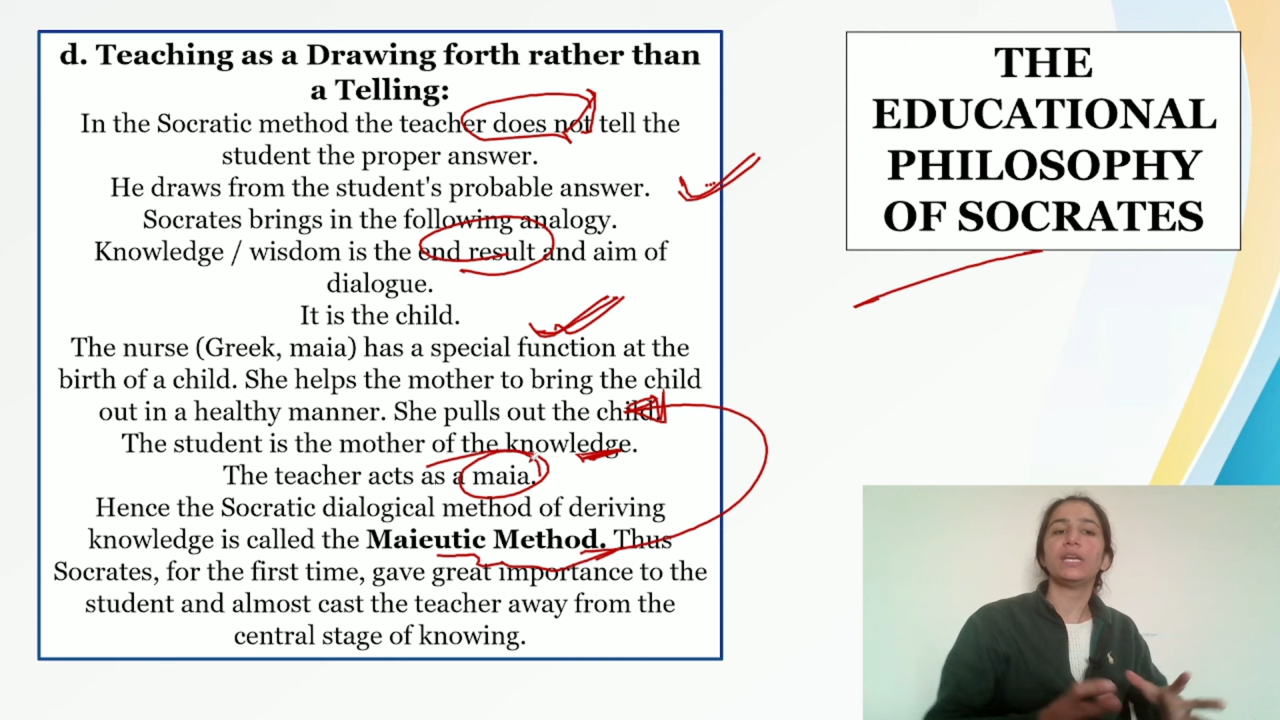 d. Teaching as a Drawing forth rather than
a Telling:
In the Socratic method the teacher does not tell the
student the proper answer.
He draws from the student's probable answer.
Socrates brings in the following analogy.
Knowledge / wisdom is the end result and aim of
dialogue.
It is the child.
The nurse (Greek, maia) has a special function at the
birth of a child. She helps the mother to bring the child
out in a healthy manner. She pulls out the child.
The student is the mother of the knowledge.
The teacher acts as a maia.
Hence the Socratic dialogical method of deriving
knowledge is called the Maieutic Method. Thus
Socrates, for the first time, gave great importance to the
student and almost cast the teacher away from the
central stage of knowing.
THE
EDUCATIONAL
PHILOSOPHY
OF SOCRATES